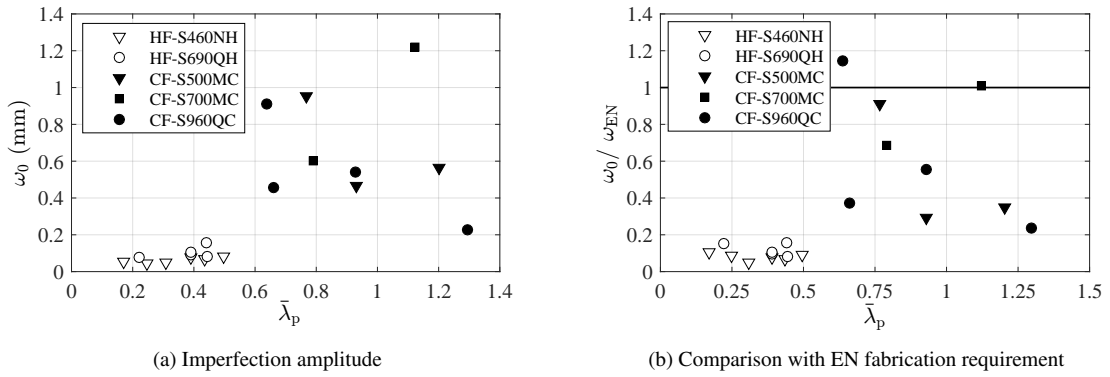 1.4
1.2
1
0.8
0.6
0.4
0.2
0
ω₀ (mm)
HF-S460NH
HF-S690QH
CF-S500MC
CF-S700MC
CF-S960QC
0 0.2 0.4 0.6 0.8 1 1.2 1.4
λ̄ₚ
(a) Imperfection amplitude
1.4
1.2
1
0.8
0.6
0.4
0.2
0
ω₀/ ω_EN
HF-S460NH
HF-S690QH
CF-S500MC
CF-S700MC
CF-S960QC
0 0.25 0.5 0.75 1 1.25 1.5
λ̄ₚ
(b) Comparison with EN fabrication requirement